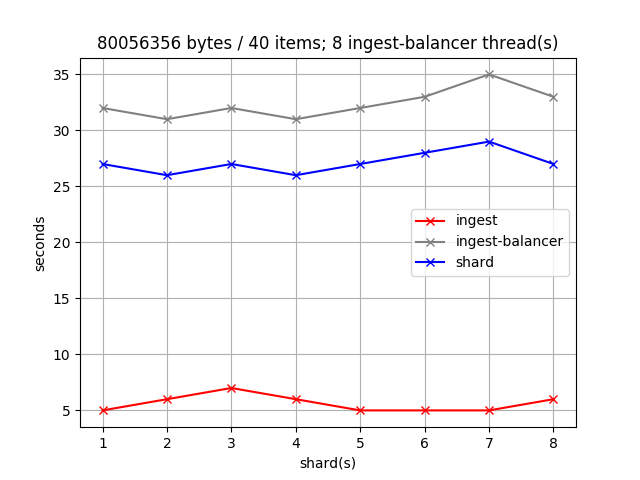 80056356 bytes / 40 items; 8 ingest-balancer thread(s)
35
30
25
20
15
10
5
seconds
ingest
ingest-balancer
shard
1 2 3 4 5 6 7 8
shard(s)